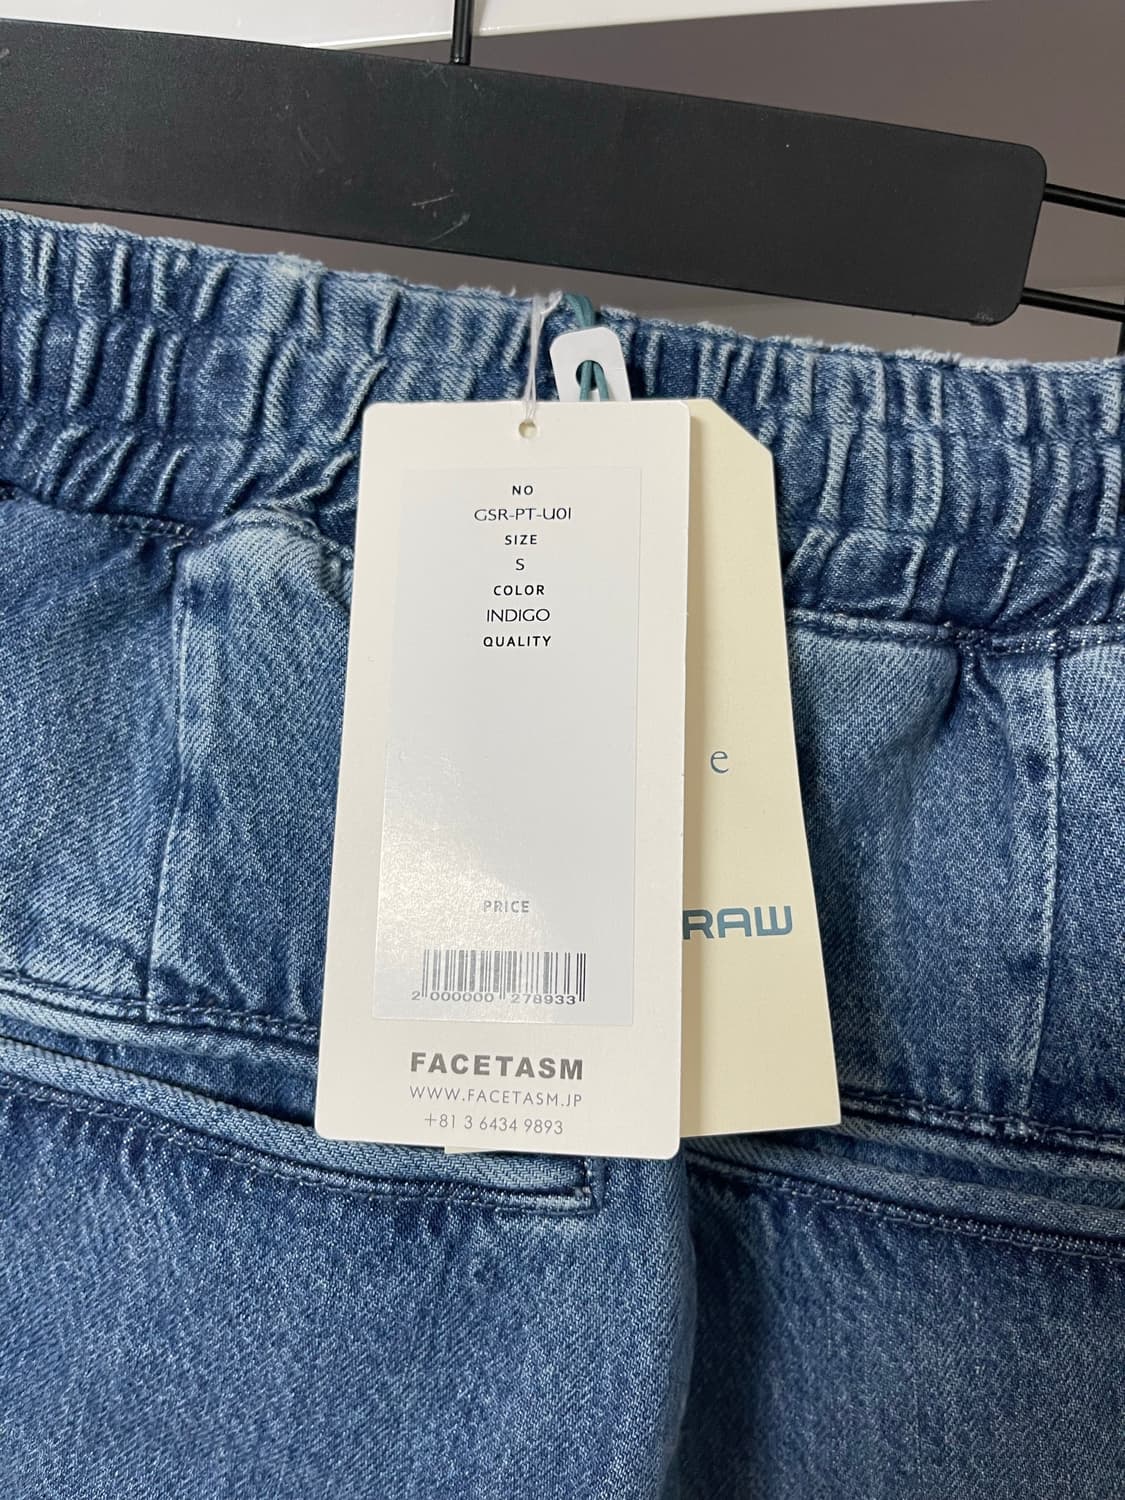 NO
GSR-PT-U01
SIZE
S
COLOR
INDIGO
QUALITY
PRICE
2 000000 278933
FACETASM
WWW.FACETASM.JP
+81 3 6434 9893
e
RAW